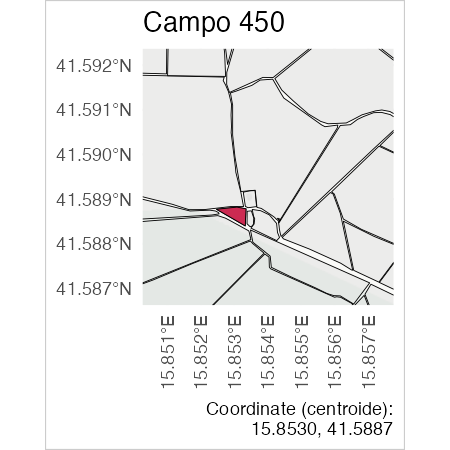 Campo 450
41.592°N
41.591°N
41.590°N
41.589°N
41.588°N
41.587°N
15.851°E
15.852°E
15.853°E
15.854°E
15.855°E
15.856°E
15.857°E
Coordinate (centroide):
15.8530, 41.5887